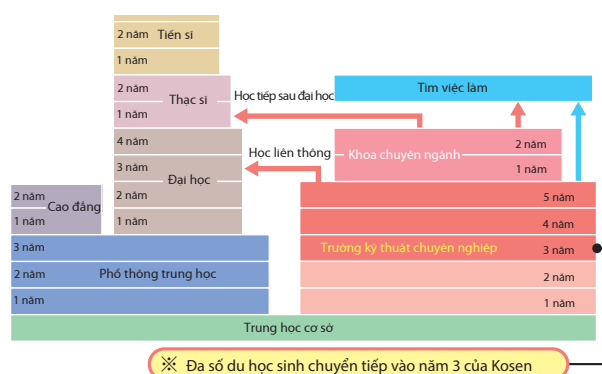 2 năm
Tiến sĩ
1 năm
2 năm
Thạc sĩ
1 năm
Học tiếp sau đại học
Tìm việc làm
4 năm
3 năm
Đại học
2 năm
1 năm
Học liên thông
Khoa chuyên ngành
2 năm
1 năm
2 năm
Cao đẳng
1 năm
3 năm
2 năm
Phổ thông trung học
1 năm
5 năm
4 năm
Trường kỹ thuật chuyên nghiệp
3 năm
2 năm
1 năm
Trung học cơ sở
※ Đa số du học sinh chuyển tiếp vào năm 3 của Kosen